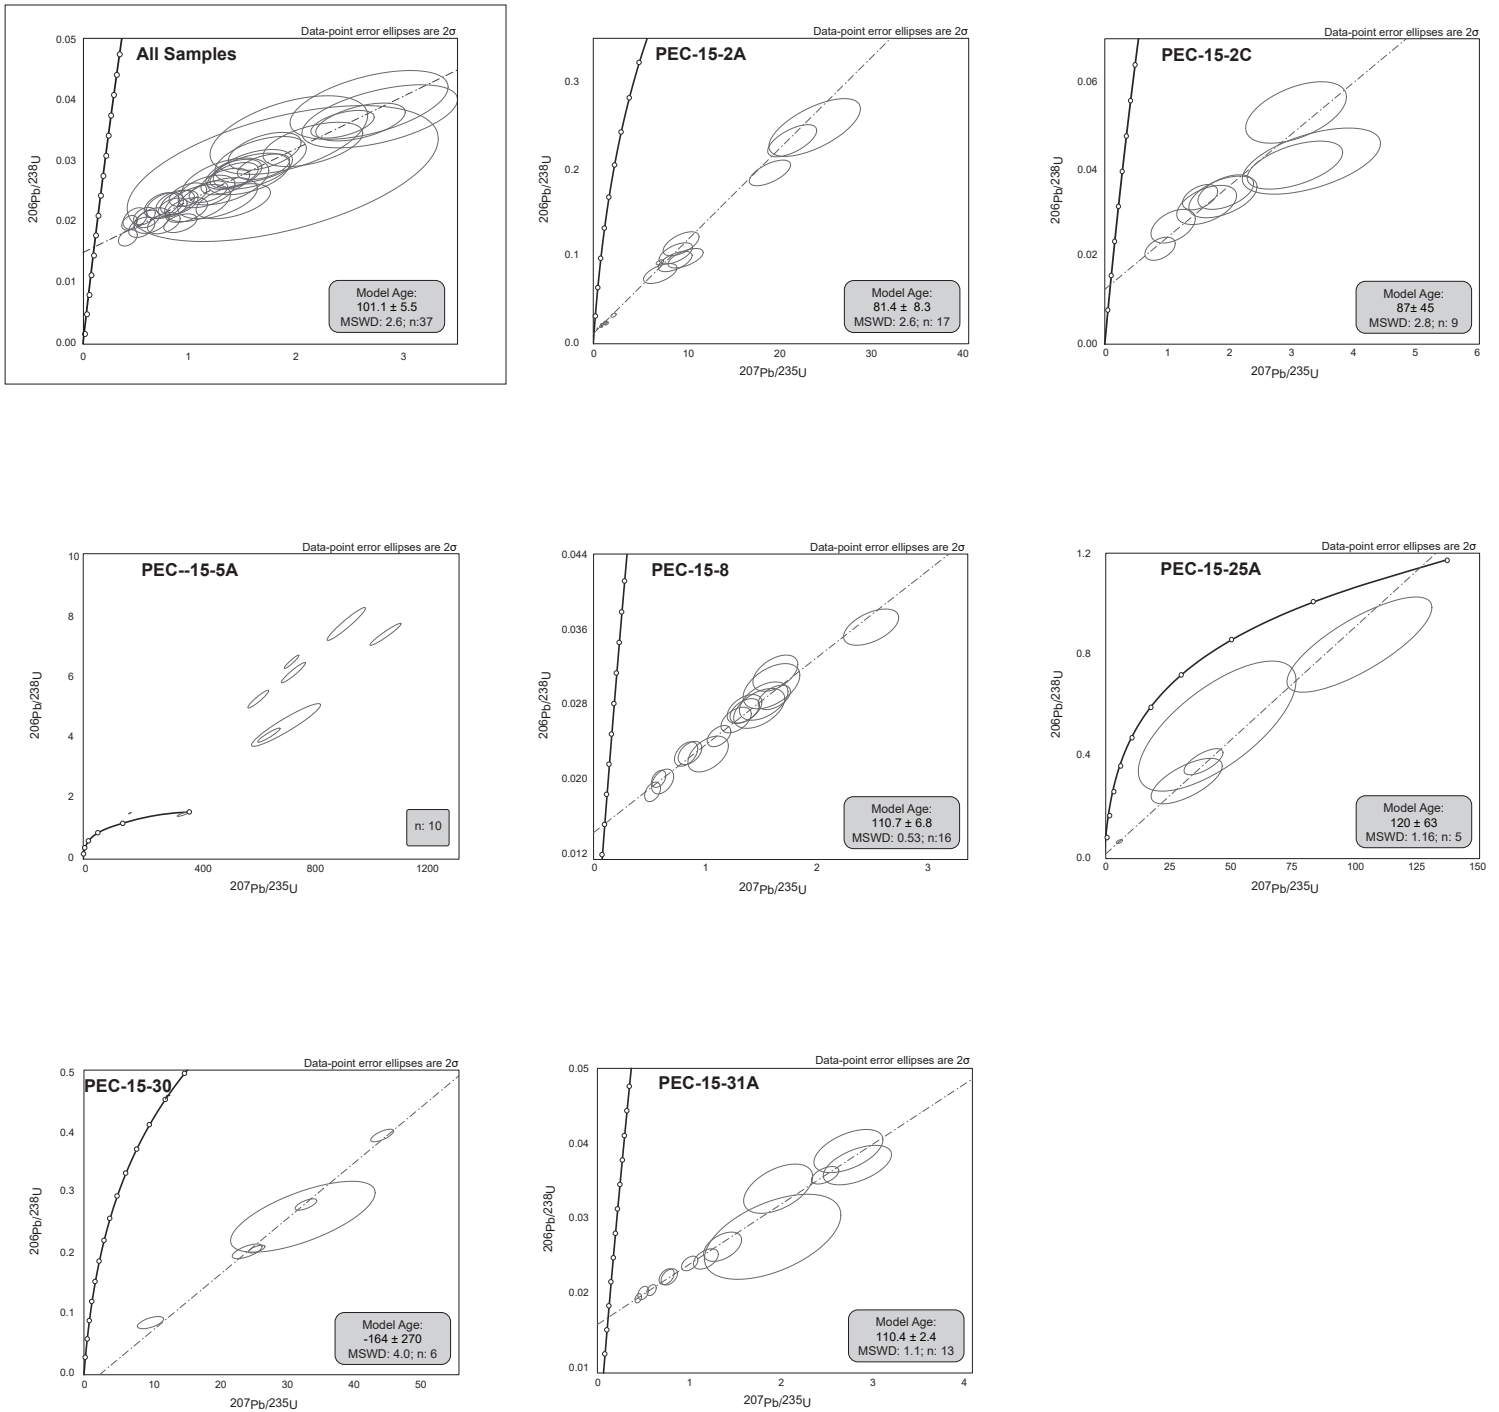 Data-point error ellipses are 2σ
All Samples
0.05
0.04
0.03
0.02
0.01
0.00
206Pb/238U
0
1
2
3
207Pb/235U
Model Age:
101.1 ± 5.5
MSWD: 2.6; n:37
Data-point error ellipses are 2σ
PEC-15-2A
0.3
0.2
0.1
0.0
206Pb/238U
0
10
20
30
40
207Pb/235U
Model Age:
81.4 ± 8.3
MSWD: 2.6; n: 17
Data-point error ellipses are 2σ
PEC-15-2C
0.06
0.04
0.02
0.00
206Pb/238U
0
1
2
3
4
5
6
207Pb/235U
Model Age:
87± 45
MSWD: 2.8; n: 9
Data-point error ellipses are 2σ
PEC--15-5A
10
8
6
4
2
0
206Pb/238U
0
400
800
1200
207Pb/235U
n: 10
Data-point error ellipses are 2σ
PEC-15-8
0.044
0.036
0.028
0.020
0.012
206Pb/238U
0
1
2
3
207Pb/235U
Model Age:
110.7 ± 6.8
MSWD: 0.53; n:16
Data-point error ellipses are 2σ
PEC-15-25A
1.2
0.8
0.4
0.0
206Pb/238U
0
25
50
75
100
125
150
207Pb/235U
Model Age:
120 ± 63
MSWD: 1.16; n: 5
Data-point error ellipses are 2σ
PEC-15-30
0.5
0.4
0.3
0.2
0.1
0.0
206Pb/238U
0
10
20
30
40
50
207Pb/235U
Model Age:
-164 ± 270
MSWD: 4.0; n: 6
Data-point error ellipses are 2σ
PEC-15-31A
0.05
0.04
0.03
0.02
0.01
206Pb/238U
0
1
2
3
4
207Pb/235U
Model Age:
110.4 ± 2.4
MSWD: 1.1; n: 13